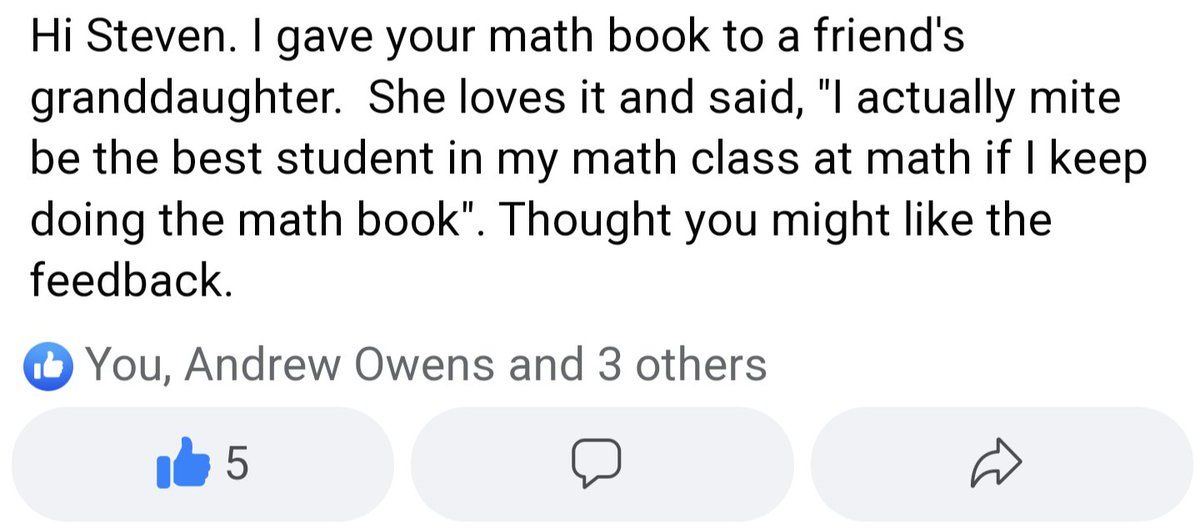 Hi Steven. I gave your math book to a friend's
granddaughter.  She loves it and said, "I actually mite
be the best student in my math class at math if I keep
doing the math book". Thought you might like the
feedback.
You, Andrew Owens and 3 others
5